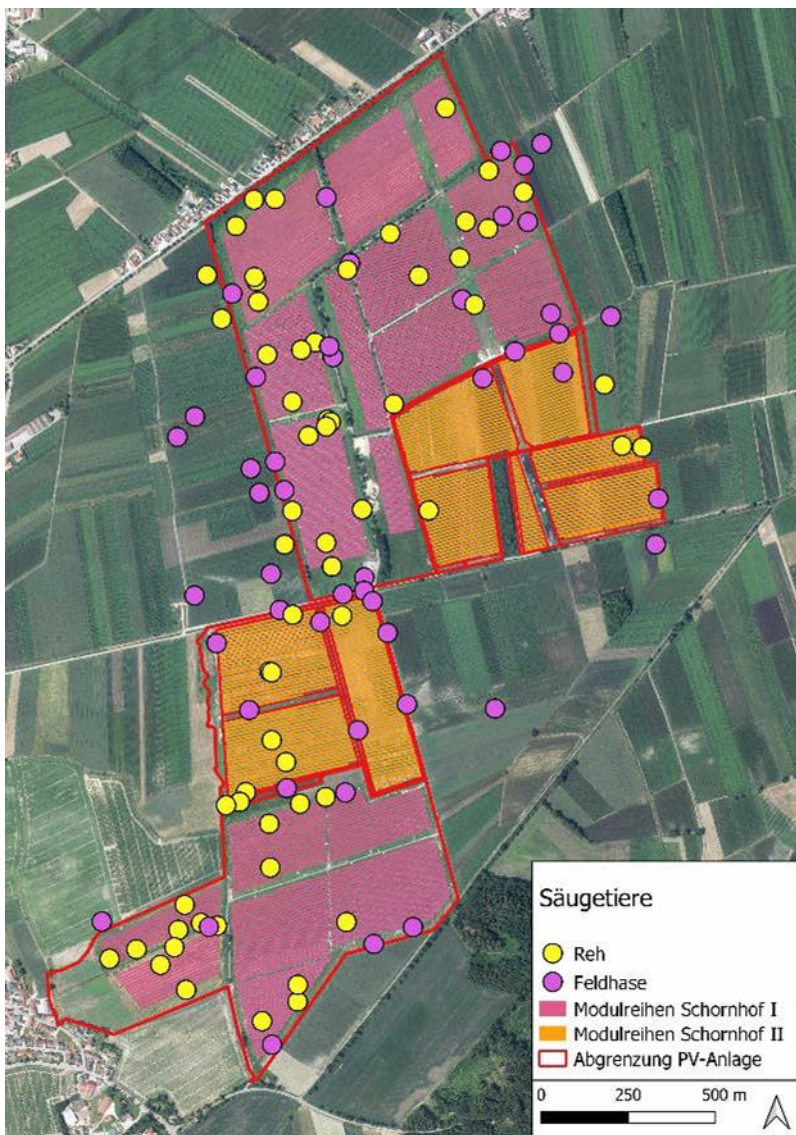 Säugetiere
Reh
Feldhase
Modulreihen Schornhof I
Modulreihen Schornhof II
Abgrenzung PV-Anlage
0 250 500 m